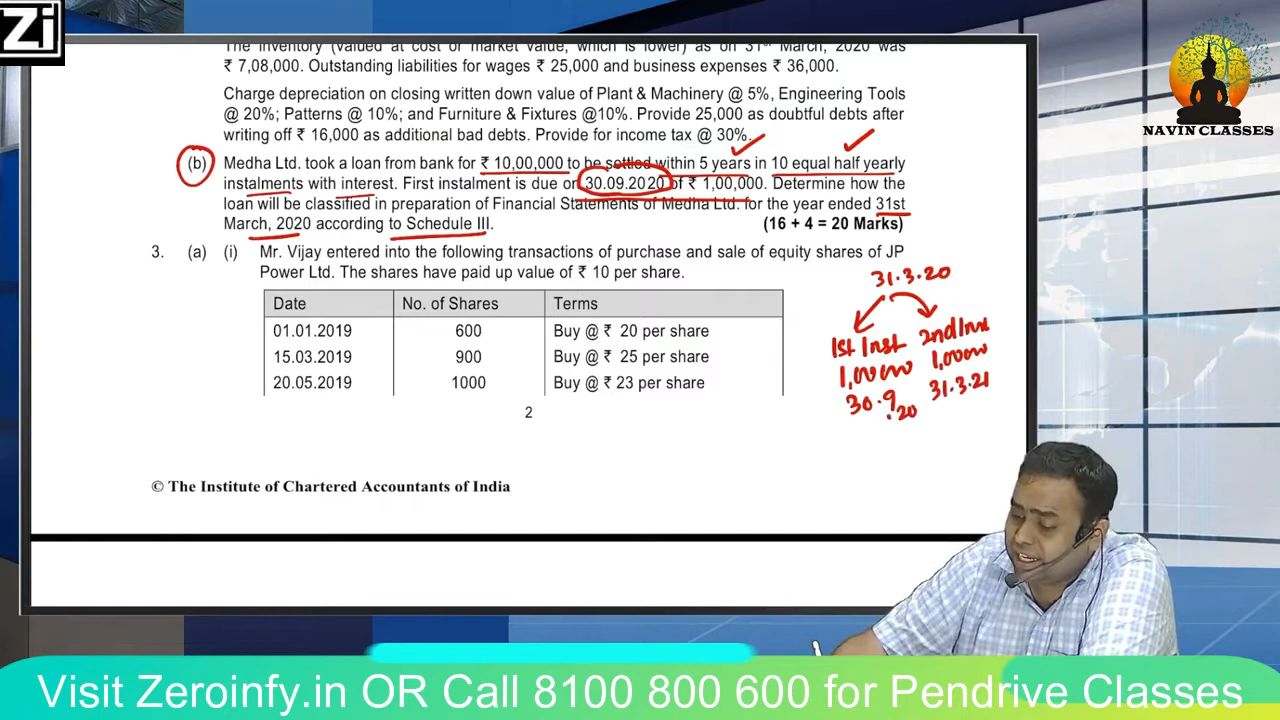 Zi
NAVIN CLASSES
The inventory (valued at cost or market value, which is lower) as on 31st March, 2020 was
₹ 7,08,000. Outstanding liabilities for wages ₹ 25,000 and business expenses ₹ 36,000.
Charge depreciation on closing written down value of Plant & Machinery @ 5%, Engineering Tools
@ 20%; Patterns @ 10%; and Furniture & Fixtures @10%. Provide 25,000 as doubtful debts after
writing off ₹ 16,000 as additional bad debts. Provide for income tax @ 30%.
(b) Medha Ltd. took a loan from bank for ₹ 10,00,000 to be settled within 5 years in 10 equal half yearly
instalments with interest. First instalment is due on 30.09.2020 of ₹ 1,00,000. Determine how the
loan will be classified in preparation of Financial Statements of Medha Ltd. for the year ended 31st
March, 2020 according to Schedule III. (16 + 4 = 20 Marks)
3. (a) (i) Mr. Vijay entered into the following transactions of purchase and sale of equity shares of JP
Power Ltd. The shares have paid up value of ₹ 10 per share.
Date No. of Shares Terms
01.01.2019 600 Buy @ ₹ 20 per share
15.03.2019 900 Buy @ ₹ 25 per share
20.05.2019 1000 Buy @ ₹ 23 per share
31.3.20
1st Inst 2nd Inst
1,00000 1,00000
30.9.20 31.3.21
2
© The Institute of Chartered Accountants of India
Visit Zeroinfy.in OR Call 8100 800 600 for Pendrive Classes